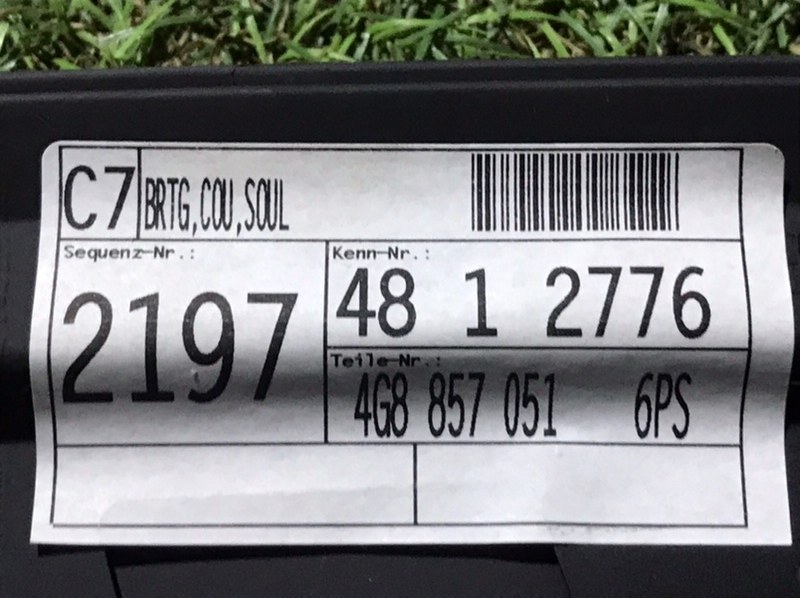 C7 BRTG,COU,SOUL
Sequenz-Nr.:
2197
Kenn-Nr.:
48 1 2776
Teile-Nr.:
4G8 857 051 6PS